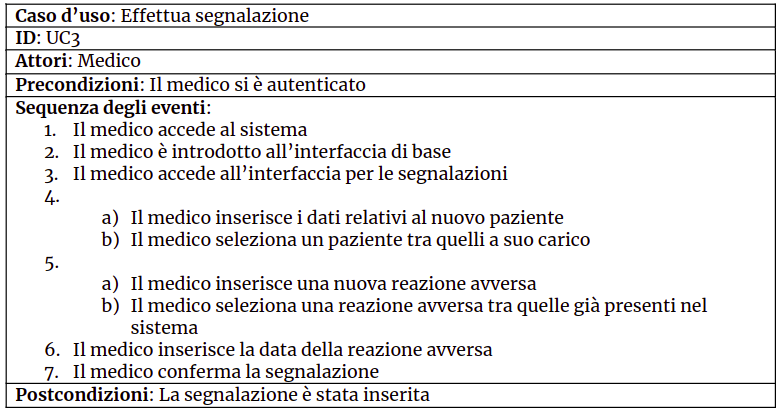 Caso d’uso: Effettua segnalazione
ID: UC3
Attori: Medico
Precondizioni: Il medico si è autenticato
Sequenza degli eventi:
1. Il medico accede al sistema
2. Il medico è introdotto all’interfaccia di base
3. Il medico accede all’interfaccia per le segnalazioni
4.
a) Il medico inserisce i dati relativi al nuovo paziente
b) Il medico seleziona un paziente tra quelli a suo carico
5.
a) Il medico inserisce una nuova reazione avversa
b) Il medico seleziona una reazione avversa tra quelle già presenti nel
sistema
6. Il medico inserisce la data della reazione avversa
7. Il medico conferma la segnalazione
Postcondizioni: La segnalazione è stata inserita